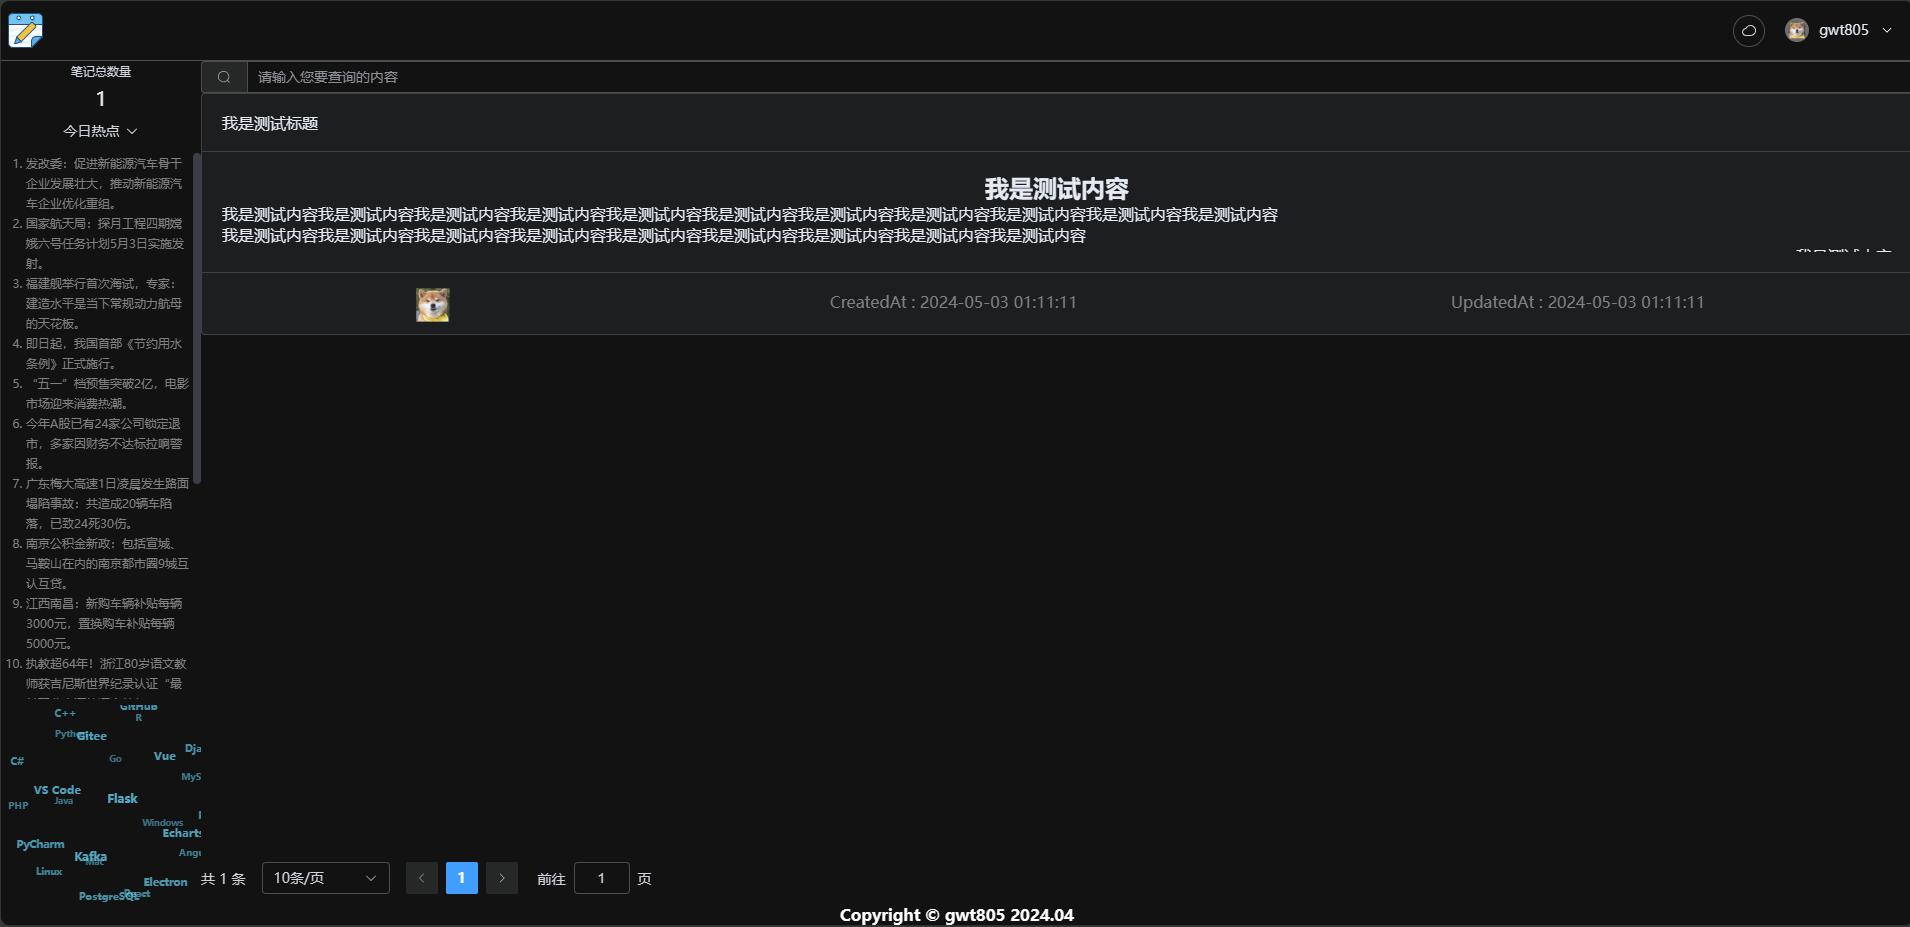 gwt805
笔记总数量
1
今日热点
1. 发改委：促进新能源汽车骨干
企业发展壮大，推动新能源汽
车企业优化重组。
2. 国家航天局：探月工程四期嫦
娥六号任务计划5月3日实施发
射。
3. 福建舰举行首次海试，专家：
建造水平是当下常规动力航母
的天花板。
4. 即日起，我国首部《节约用水
条例》正式施行。
5. “五一”档预售突破2亿，电影
市场迎来消费热潮。
6. 今年A股已有24家公司锁定退
市，多家因财务不达标拉响警
报。
7. 广东梅大高速1日凌晨发生路面
塌陷事故：共造成20辆车陷
落，已致24死30伤。
8. 南京公积金新政：包括宣城、
马鞍山在内的南京都市圈9城互
认互贷。
9. 江西南昌：新购车辆补贴每辆
3000元，置换购车补贴每辆
5000元。
10. 执教超64年！浙江80岁语文教
师获吉尼斯世界纪录认证“最
GitHub
C++
R
Python
Gitee
Dja
Vue
Go
C#
MyS
VS Code
Flask
Java
PHP
Windows
Echarts
PyCharm
Angu
Kafka
Mac
Linux
Electron
React
PostgreSQL
请输入您要查询的内容
我是测试标题
我是测试内容
我是测试内容我是测试内容我是测试内容我是测试内容我是测试内容我是测试内容我是测试内容我是测试内容我是测试内容我是测试内容我是测试内容
我是测试内容我是测试内容我是测试内容我是测试内容我是测试内容我是测试内容我是测试内容我是测试内容我是测试内容
我是测试内容
CreatedAt : 2024-05-03 01:11:11
UpdatedAt : 2024-05-03 01:11:11
共 1 条
10条/页
1
前往 1 页
Copyright © gwt805 2024.04